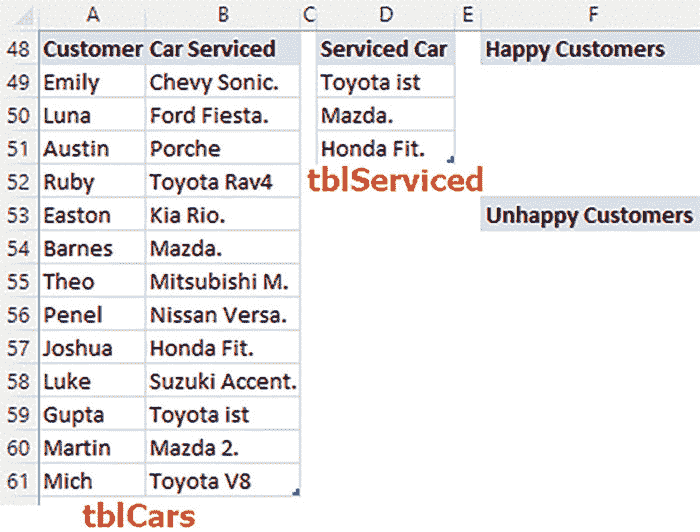 A B C D E F
48 Customer Car Serviced Serviced Car Happy Customers
49 Emily Chevy Sonic. Toyota ist
50 Luna Ford Fiesta. Mazda.
51 Austin Porche Honda Fit.
52 Ruby Toyota Rav4 tblServiced
53 Easton Kia Rio. Unhappy Customers
54 Barnes Mazda.
55 Theo Mitsubishi M.
56 Penel Nissan Versa.
57 Joshua Honda Fit.
58 Luke Suzuki Accent.
59 Gupta Toyota ist
60 Martin Mazda 2.
61 Mich Toyota V8
tblCars